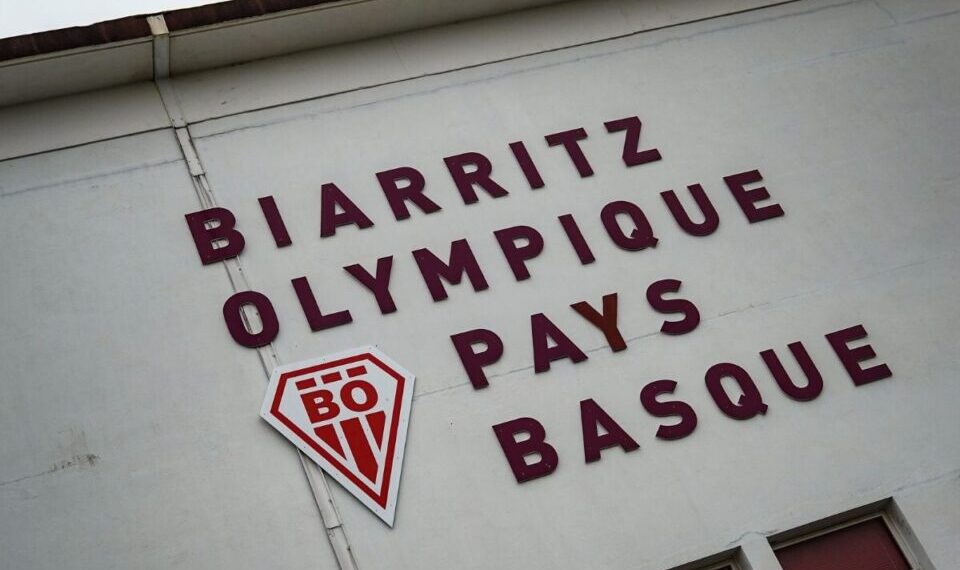 BIARRITZ
OLYMPIQUE
PAYS
BASQUE
BO